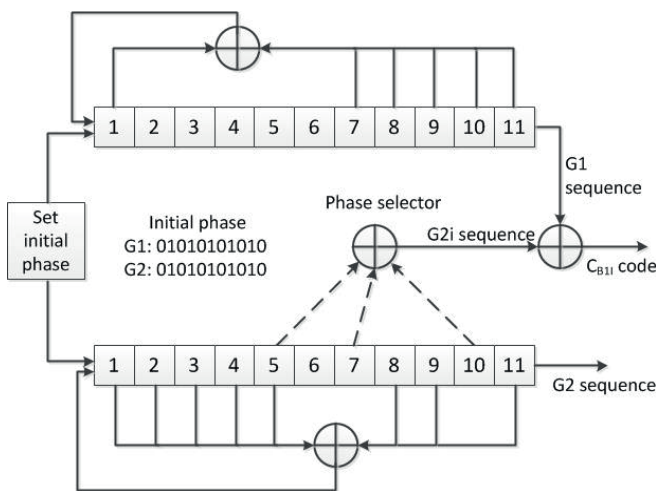 1 2 3 4 5 6 7 8 9 10 11
G1
sequence
Set
initial
phase
Initial phase
G1: 01010101010
G2: 01010101010
Phase selector
G2i sequence
C_B1I code
1 2 3 4 5 6 7 8 9 10 11
G2 sequence